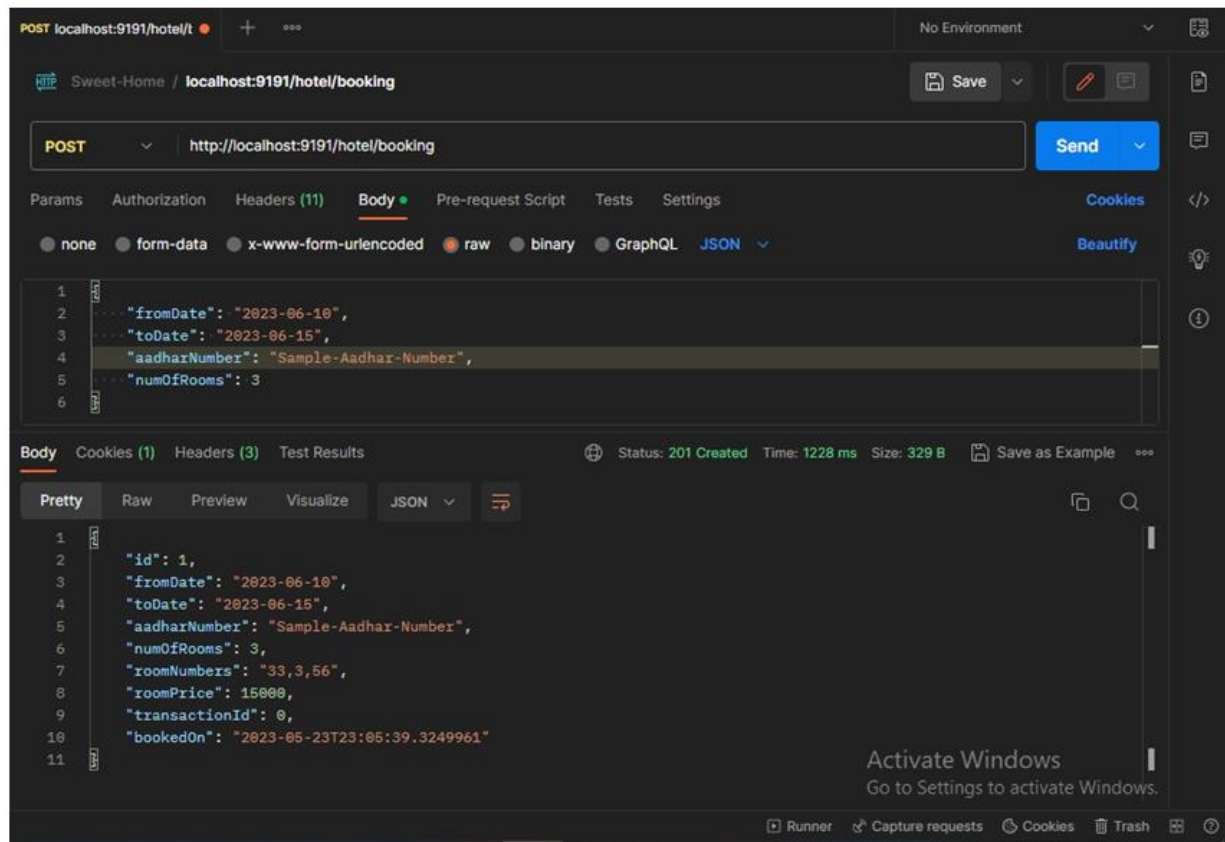 POST localhost:9191/hotel/t No Environment
HTTP Sweet-Home / localhost:9191/hotel/booking Save
POST http://localhost:9191/hotel/booking Send
Params Authorization Headers (11) Body Pre-request Script Tests Settings Cookies
none form-data x-www-form-urlencoded raw binary GraphQL JSON Beautify
1 {
2 "fromDate": "2023-06-10",
3 "toDate": "2023-06-15",
4 "aadharNumber": "Sample-Aadhar-Number",
5 "numOfRooms": 3
6 }
Body Cookies (1) Headers (3) Test Results Status: 201 Created Time: 1228 ms Size: 329 B Save as Example
Pretty Raw Preview Visualize JSON
1 {
2 "id": 1,
3 "fromDate": "2023-06-10",
4 "toDate": "2023-06-15",
5 "aadharNumber": "Sample-Aadhar-Number",
6 "numOfRooms": 3,
7 "roomNumbers": "33,3,56",
8 "roomPrice": 15000,
9 "transactionId": 0,
10 "bookedOn": "2023-05-23T23:05:39.3249961"
11 }
Activate Windows
Go to Settings to activate Windows.
Runner Capture requests Cookies Trash